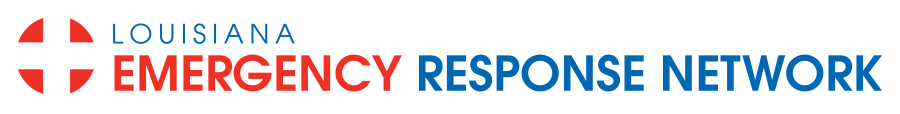 LOUISIANA
EMERGENCY RESPONSE NETWORK